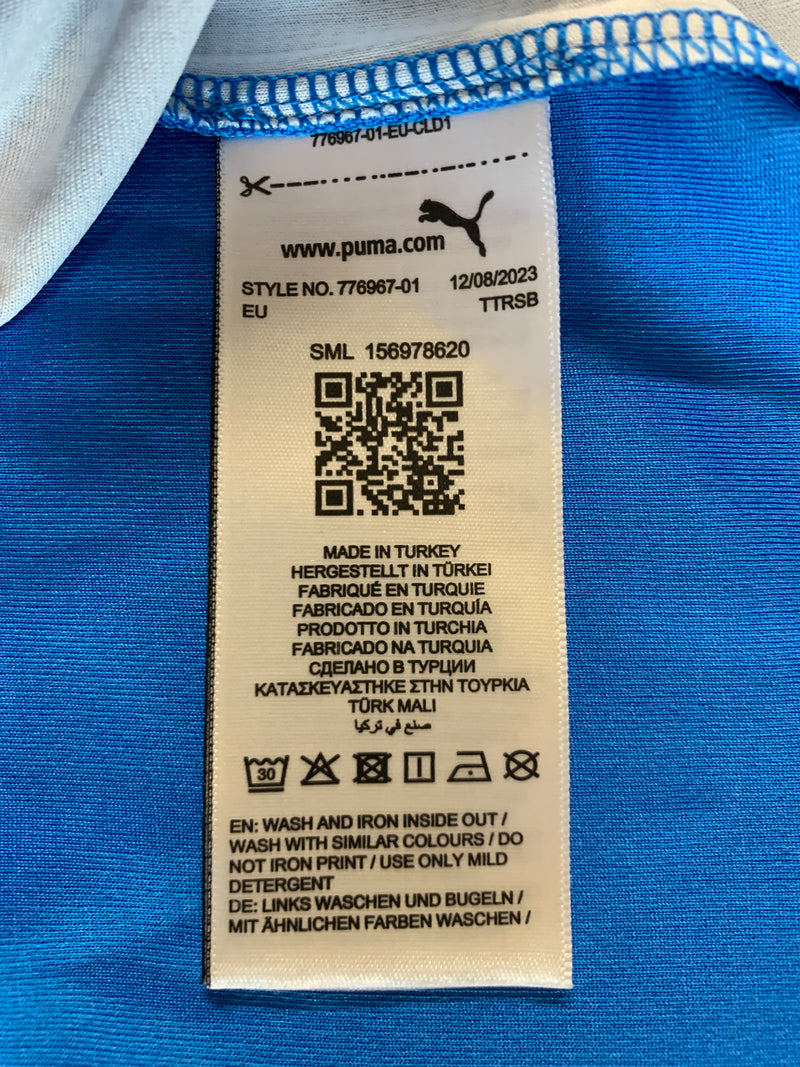 776967-01-EU-CLD1
www.puma.com
STYLE NO. 776967-01 12/08/2023
EU TTRSB
SML 156978620
MADE IN TURKEY
HERGESTELLT IN TÜRKEI
FABRIQUÉ EN TURQUIE
FABRICADO EN TURQUÍA
PRODOTTO IN TURCHIA
FABRICADO NA TURQUIA
СДЕЛАНО В ТУРЦИИ
ΚΑΤΑΣΚΕΥΑΣΤΗΚΕ ΣΤΗΝ ΤΟΥΡΚΙΑ
TÜRK MALI
صنع في تركيا
30
EN: WASH AND IRON INSIDE OUT /
WASH WITH SIMILAR COLOURS / DO
NOT IRON PRINT / USE ONLY MILD
DETERGENT
DE: LINKS WASCHEN UND BUGELN /
MIT ÄHNLICHEN FARBEN WASCHEN /